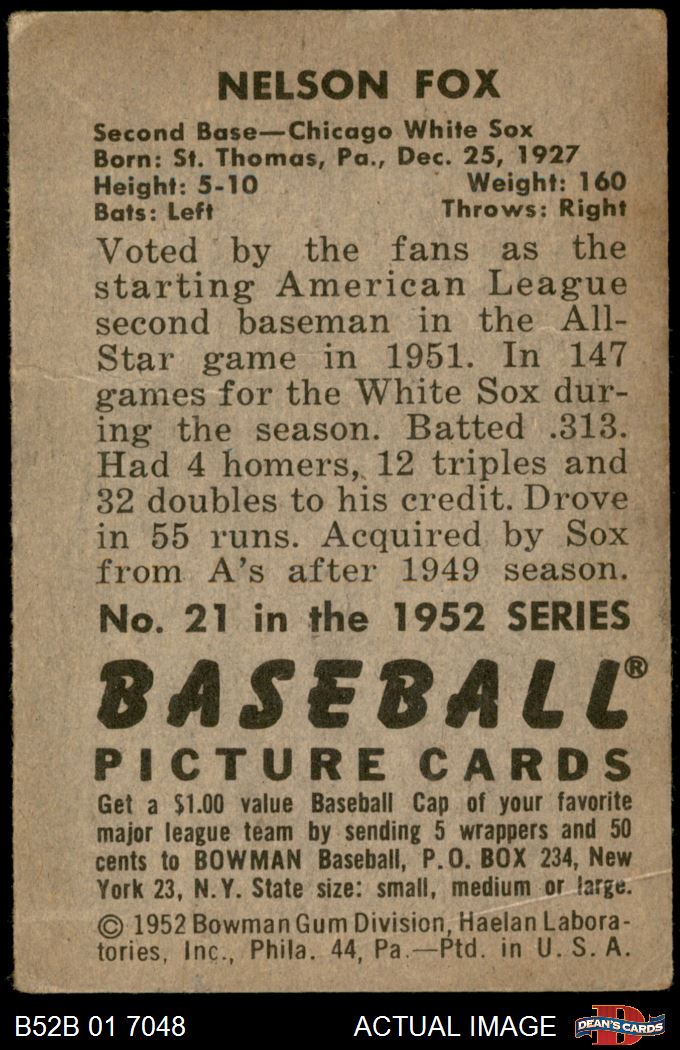 NELSON FOX
Second Base—Chicago White Sox
Born: St. Thomas, Pa., Dec. 25, 1927
Height: 5-10 Weight: 160
Bats: Left Throws: Right
Voted by the fans as the
starting American League
second baseman in the All-
Star game in 1951. In 147
games for the White Sox dur-
ing the season. Batted .313.
Had 4 homers, 12 triples and
32 doubles to his credit. Drove
in 55 runs. Acquired by Sox
from A's after 1949 season.
No. 21 in the 1952 SERIES
BASEBALL®
PICTURE CARDS
Get a $1.00 value Baseball Cap of your favorite
major league team by sending 5 wrappers and 50
cents to BOWMAN Baseball, P.O. BOX 234, New
York 23, N.Y. State size: small, medium or large.
© 1952 Bowman Gum Division, Haelan Labora-
tories, Inc., Phila. 44, Pa.—Ptd. in U. S. A.
B52B 01 7048 ACTUAL IMAGE D DEAN'S CARDS